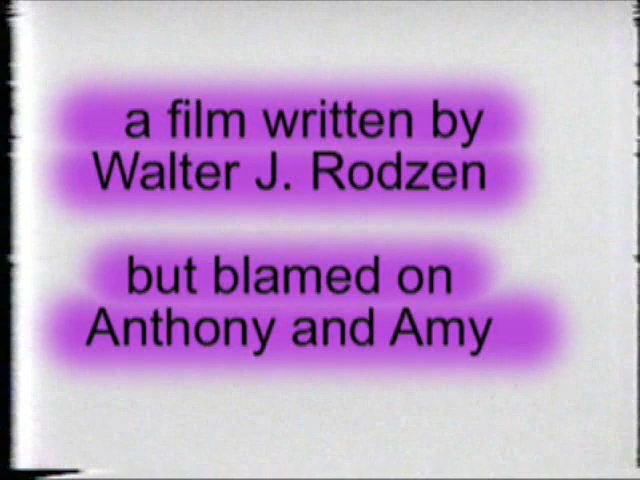 a film written by
Walter J. Rodzen
but blamed on
Anthony and Amy